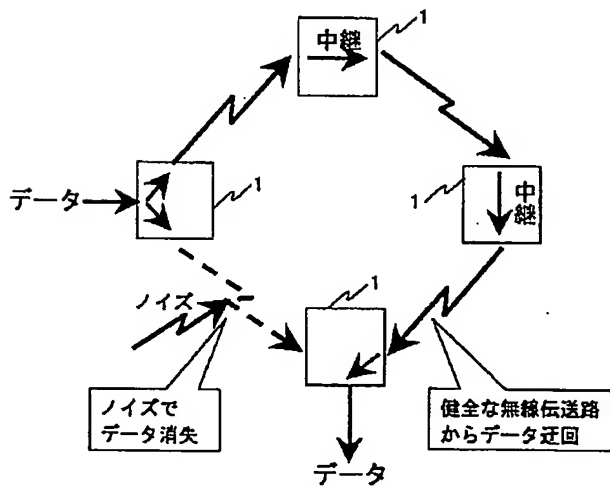 1
中継
1
データ
1
中継
1
ノイズ
ノイズで
データ消失
健全な無線伝送路
からデータ迂回
データ